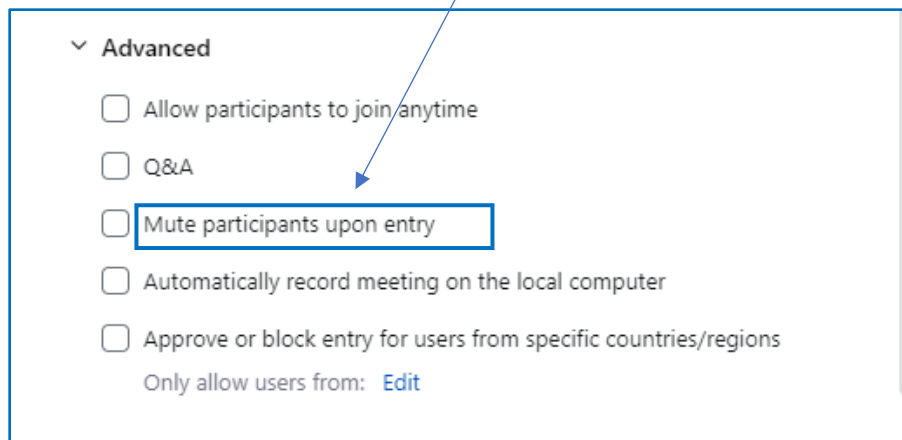 Advanced
Allow participants to join anytime
Q&A
Mute participants upon entry
Automatically record meeting on the local computer
Approve or block entry for users from specific countries/regions
Only allow users from: Edit